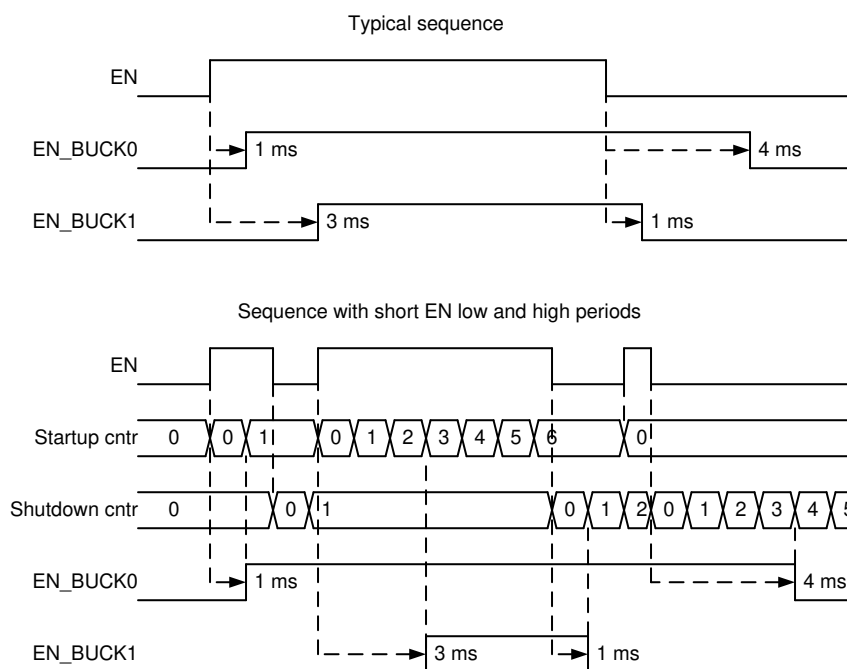 Typical sequence
EN
EN_BUCK0 1 ms 4 ms
EN_BUCK1 3 ms 1 ms
Sequence with short EN low and high periods
EN
Startup cntr 0 0 1 0 1 2 3 4 5 6 0
Shutdown cntr 0 0 1 0 1 2 0 1 2 3 4 5
EN_BUCK0 1 ms 4 ms
EN_BUCK1 3 ms 1 ms